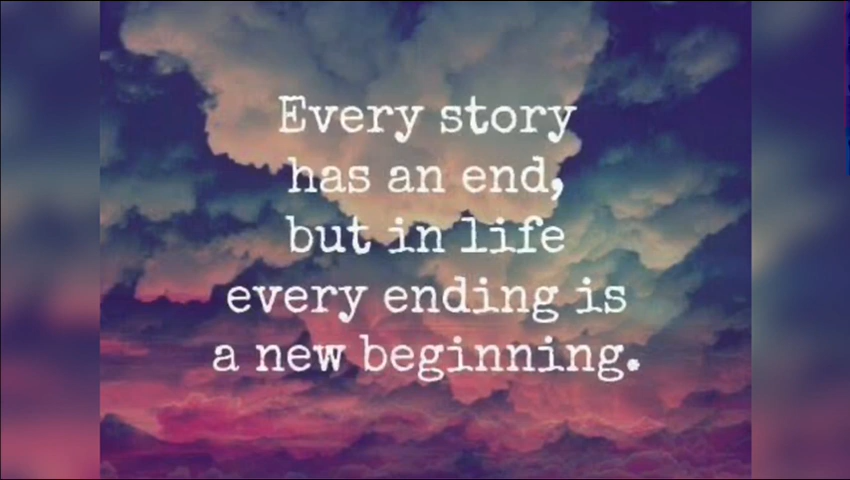 Every story
has an end,
but in life
every ending is
a new beginning.